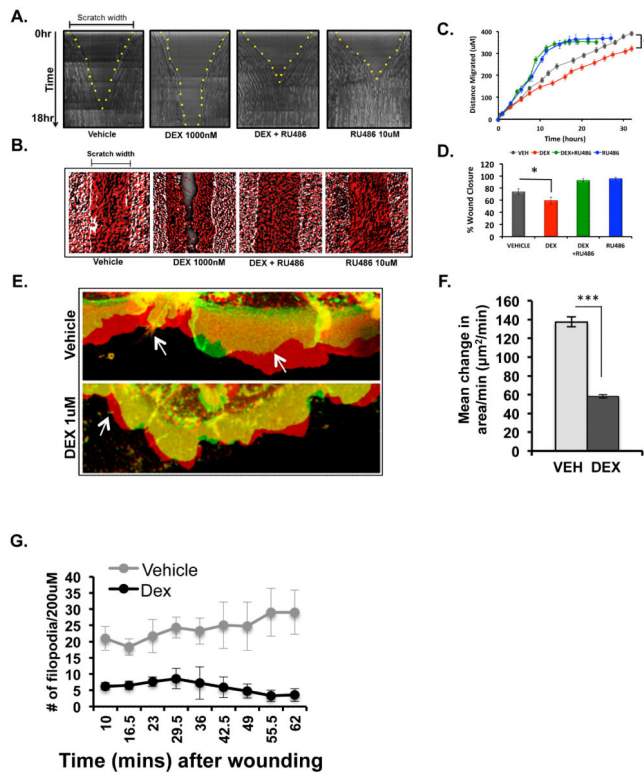 A.
Scratch width
0hr
Time
18hr
Vehicle
DEX 1000nM
DEX + RU486
RU486 10uM
B.
Scratch width
Vehicle
DEX 1000nM
DEX + RU486
RU486 10uM
C.
Distance Migrated (uM)
400
300
200
100
0
0 10 20 30
Time (hours)
VEH DEX DEX+RU486 RU486
D.
% Wound Closure
100
80
60
40
20
0
*
VEHICLE
DEX
DEX
+RU486
RU486
E.
Vehicle
DEX 1uM
F.
Mean change in
area/min (µm²/min)
160
140
120
100
80
60
40
20
0
***
VEH DEX
G.
# of filopodia/200uM
40
35
30
25
20
15
10
5
0
Vehicle
Dex
10
16.5
23
29.5
36
42.5
49
55.5
62
Time (mins) after wounding